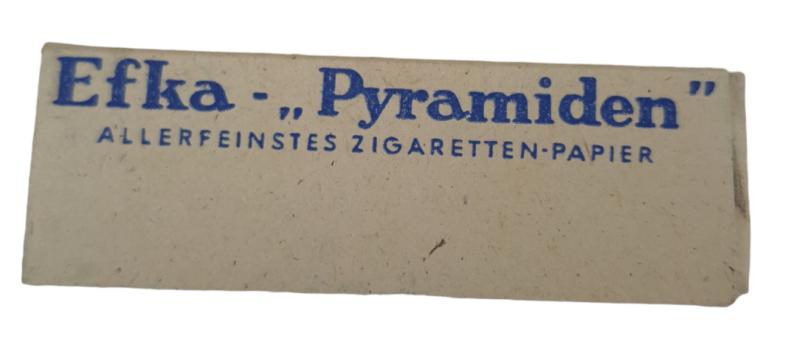 Efka - „Pyramiden”
ALLERFEINSTES ZIGARETTEN-PAPIER